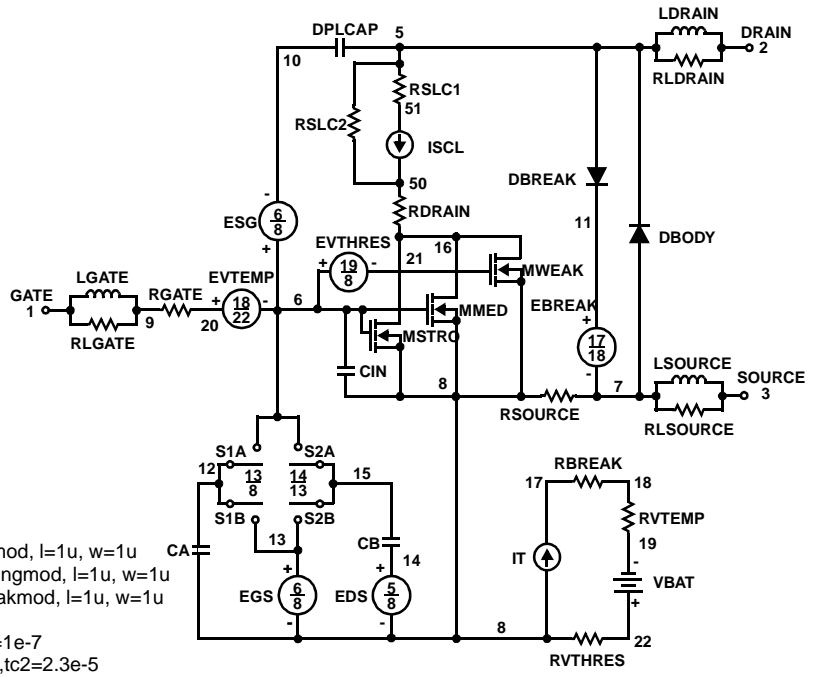 LDRAIN
DPLCAP 5 DRAIN
10 2
RSLC1 RLDRAIN
51
RSLC2
ISCL
50 DBREAK
- RDRAIN
6
8
ESG 11 DBODY
+ EVTHRES 16
+ 19 - 21 MWEAK
8
LGATE EVTEMP
GATE RGATE + 18 - 6 MMED EBREAK
1 22 +
9 20 MSTRO 17
RLGATE 18
CIN - LSOURCE
8 7 SOURCE
3
RSOURCE
RLSOURCE
S1A S2A
12 13 14 15 RBREAK
8 13 17 18
S1B S2B
13 RVTEMP
CA CB 19
14 IT -
+ + VBAT
EGS 6 EDS 5 +
8 8
- - 8 22
RVTHRES
mod, l=1u, w=1u
ngmod, l=1u, w=1u
akmod, l=1u, w=1u
=1e-7
,tc2=2.3e-5